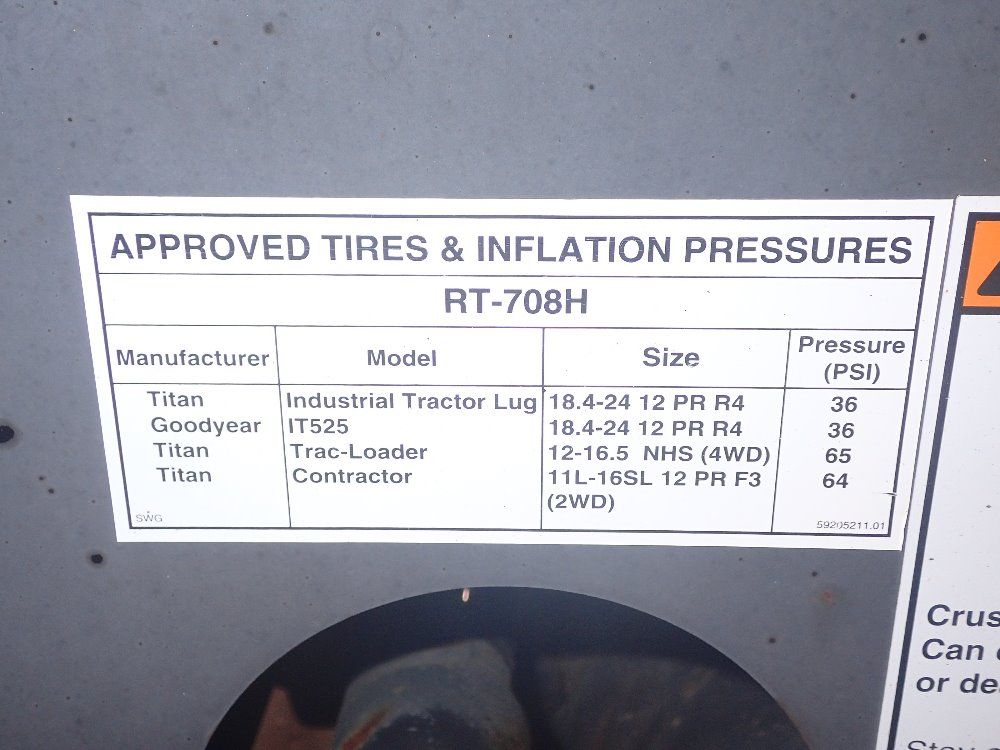 APPROVED TIRES & INFLATION PRESSURES
RT-708H
Manufacturer Model Size Pressure (PSI)
Titan Industrial Tractor Lug 18.4-24 12 PR R4 36
Goodyear IT525 18.4-24 12 PR R4 36
Titan Trac-Loader 12-16.5 NHS (4WD) 65
Titan Contractor 11L-16SL 12 PR F3 64
(2WD)
SWG 59205211.01
Can
or